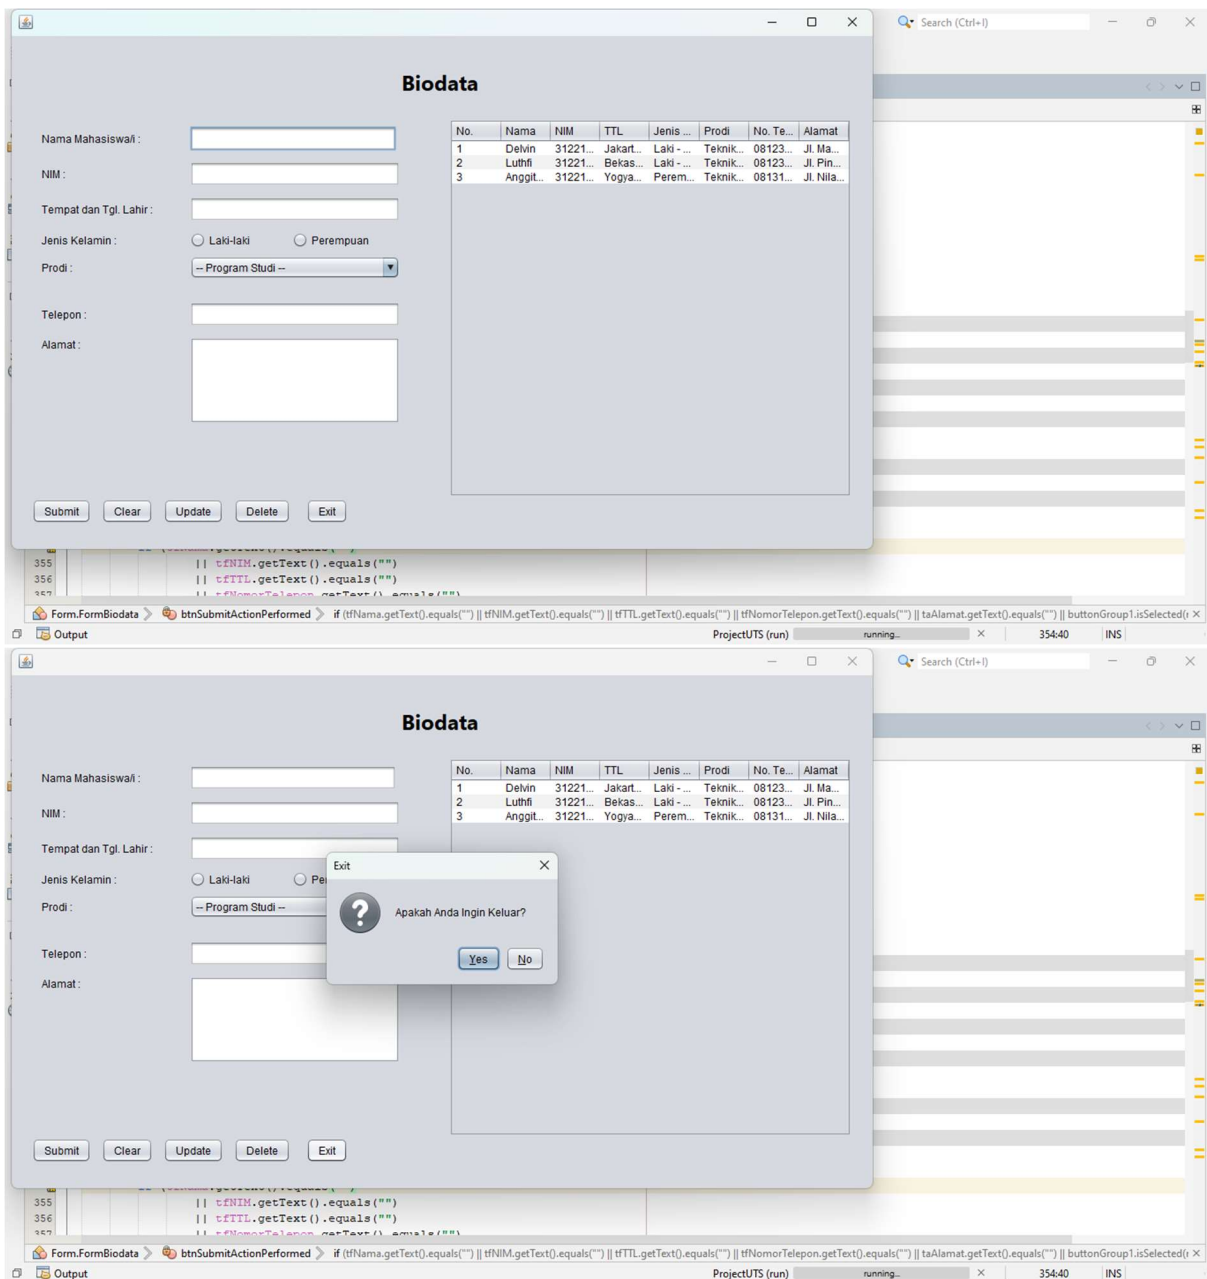 Search (Ctrl+I)
Biodata
Nama Mahasiswa/i :
NIM :
Tempat dan Tgl. Lahir :
Jenis Kelamin : Laki-laki Perempuan
Prodi : -- Program Studi --
Telepon :
Alamat :
No. Nama NIM TTL Jenis ... Prodi No. Te... Alamat
1 Delvin 31221... Jakart... Laki - ... Teknik... 08123... Jl. Ma...
2 Luthfi 31221... Bekas... Laki - ... Teknik... 08123... Jl. Pin...
3 Anggit... 31221... Yogya... Perem... Teknik... 08131... Jl. Nila...
Submit Clear Update Delete Exit
355 || tfNIM.getText().equals("")
356 || tfTTL.getText().equals("")
357 || tfNomorTelepon.getText().equals("")
Form.FormBiodata btnSubmitActionPerformed if (tfNama.getText().equals("") || tfNIM.getText().equals("") || tfTTL.getText().equals("") || tfNomorTelepon.getText().equals("") || taAlamat.getText().equals("") || buttonGroup1.isSelected(r
Output ProjectUTS (run) running... 354:40 INS
Search (Ctrl+I)
Biodata
Nama Mahasiswa/i :
NIM :
Tempat dan Tgl. Lahir :
Jenis Kelamin : Laki-laki Pe
Prodi : -- Program Studi --
Telepon :
Alamat :
No. Nama NIM TTL Jenis ... Prodi No. Te... Alamat
1 Delvin 31221... Jakart... Laki - ... Teknik... 08123... Jl. Ma...
2 Luthfi 31221... Bekas... Laki - ... Teknik... 08123... Jl. Pin...
3 Anggit... 31221... Yogya... Perem... Teknik... 08131... Jl. Nila...
Exit
Apakah Anda Ingin Keluar?
Yes No
Submit Clear Update Delete Exit
355 || tfNIM.getText().equals("")
356 || tfTTL.getText().equals("")
357 || tfNomorTelepon.getText().equals("")
Form.FormBiodata btnSubmitActionPerformed if (tfNama.getText().equals("") || tfNIM.getText().equals("") || tfTTL.getText().equals("") || tfNomorTelepon.getText().equals("") || taAlamat.getText().equals("") || buttonGroup1.isSelected(r
Output ProjectUTS (run) running... 354:40 INS